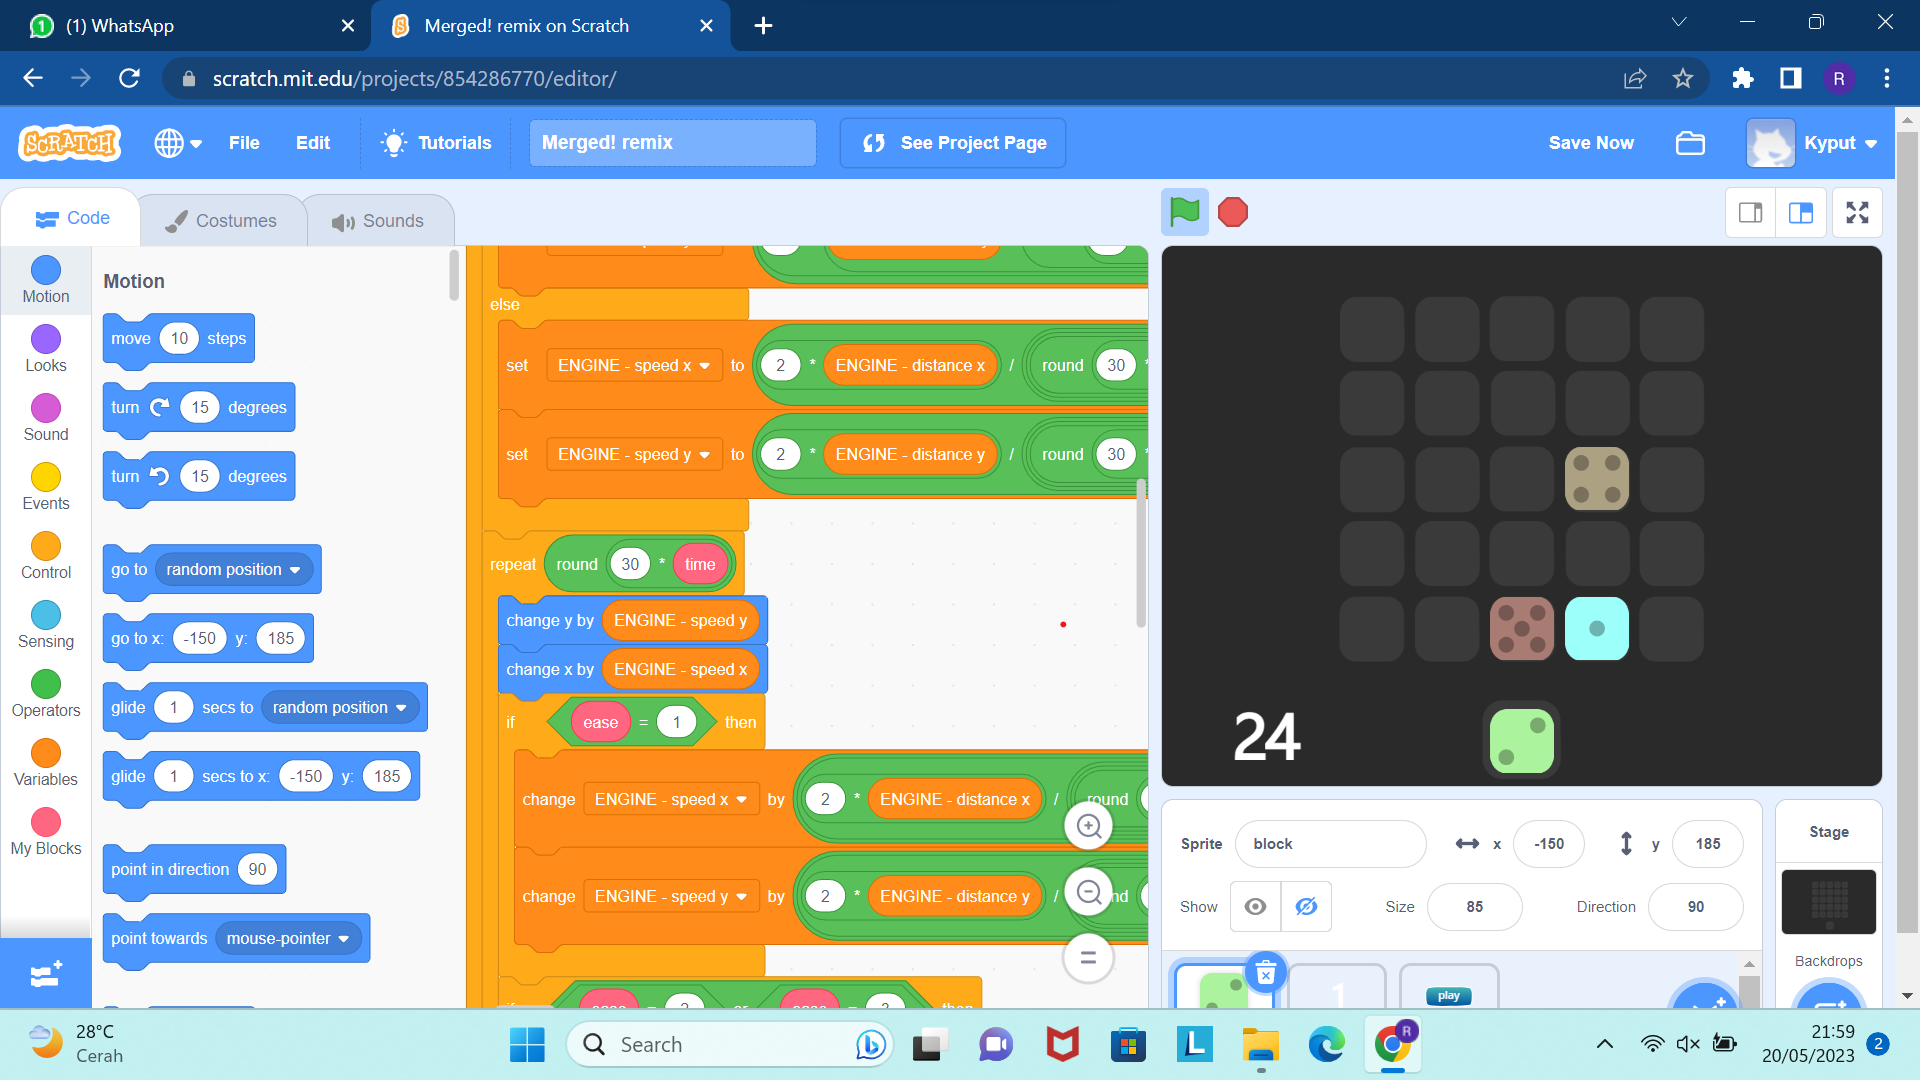 (1) WhatsApp
Merged! remix on Scratch
scratch.mit.edu/projects/854286770/editor/
R
SCRATCH
File
Edit
Tutorials
Merged! remix
See Project Page
Save Now
Kyput
Code
Costumes
Sounds
Motion
Looks
Sound
Events
Control
Sensing
Operators
Variables
My Blocks
Motion
move 10 steps
turn 15 degrees
turn 15 degrees
go to random position
go to x: -150 y: 185
glide 1 secs to random position
glide 1 secs to x: -150 y: 185
point in direction 90
point towards mouse-pointer
else
set ENGINE - speed x to 2 * ENGINE - distance x / round 30 *
set ENGINE - speed y to 2 * ENGINE - distance y / round 30 *
repeat round 30 * time
change y by ENGINE - speed y
change x by ENGINE - speed x
if ease = 1 then
change ENGINE - speed x by 2 * ENGINE - distance x / round
change ENGINE - speed y by 2 * ENGINE - distance y / nd
24
Sprite block x -150 y 185
Show Size 85 Direction 90
Stage
Backdrops
1
play
28°C
Cerah
Search
L
R
21:59
20/05/2023
2